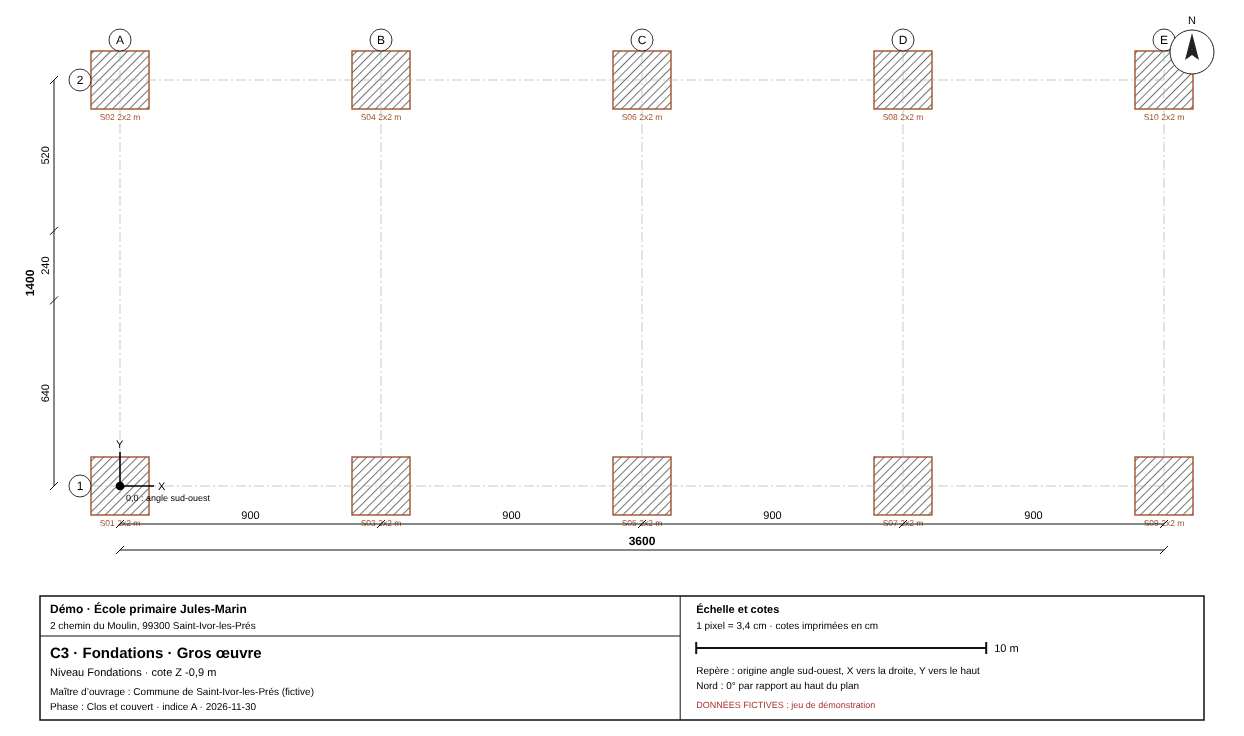 N
A B C D E
2
S02 2x2 m S04 2x2 m S06 2x2 m S08 2x2 m S10 2x2 m
520
240
1400
640
Y
1
X
0,0 : angle sud-ouest
900 900 900 900
S01 2x2 m S03 2x2 m S05 2x2 m S07 2x2 m S09 2x2 m
3600
Démo · École primaire Jules-Marin
2 chemin du Moulin, 99300 Saint-Ivor-les-Prés
C3 · Fondations · Gros œuvre
Niveau Fondations · cote Z -0,9 m
Maître d’ouvrage : Commune de Saint-Ivor-les-Prés (fictive)
Phase : Clos et couvert · indice A · 2026-11-30
Échelle et cotes
1 pixel = 3,4 cm · cotes imprimées en cm
10 m
Repère : origine angle sud-ouest, X vers la droite, Y vers le haut
Nord : 0° par rapport au haut du plan
DONNÉES FICTIVES : jeu de démonstration